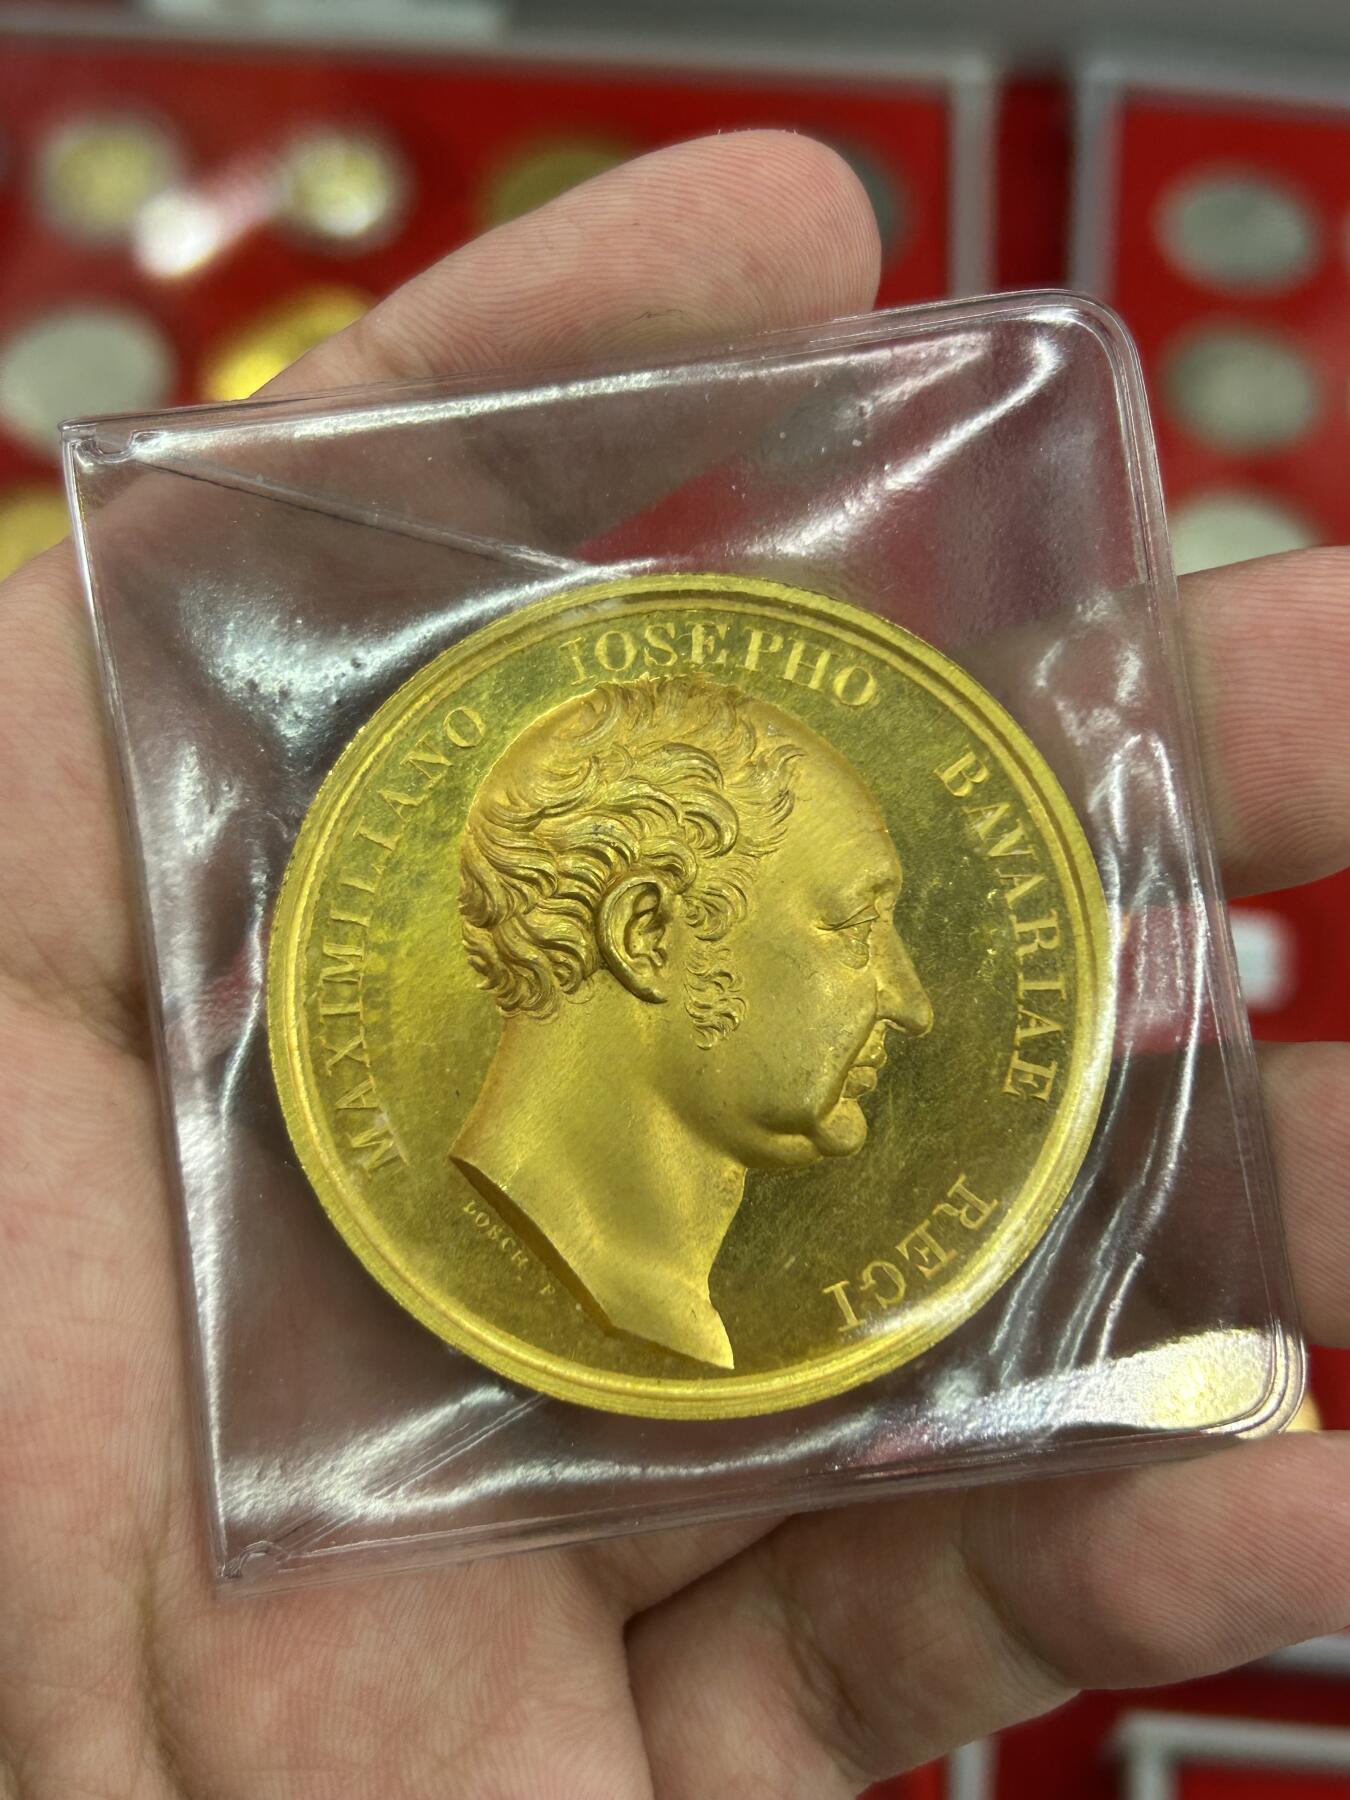 MAXIMILIANO IOSEPHO BAVARIAE REGI
LOSCH . F